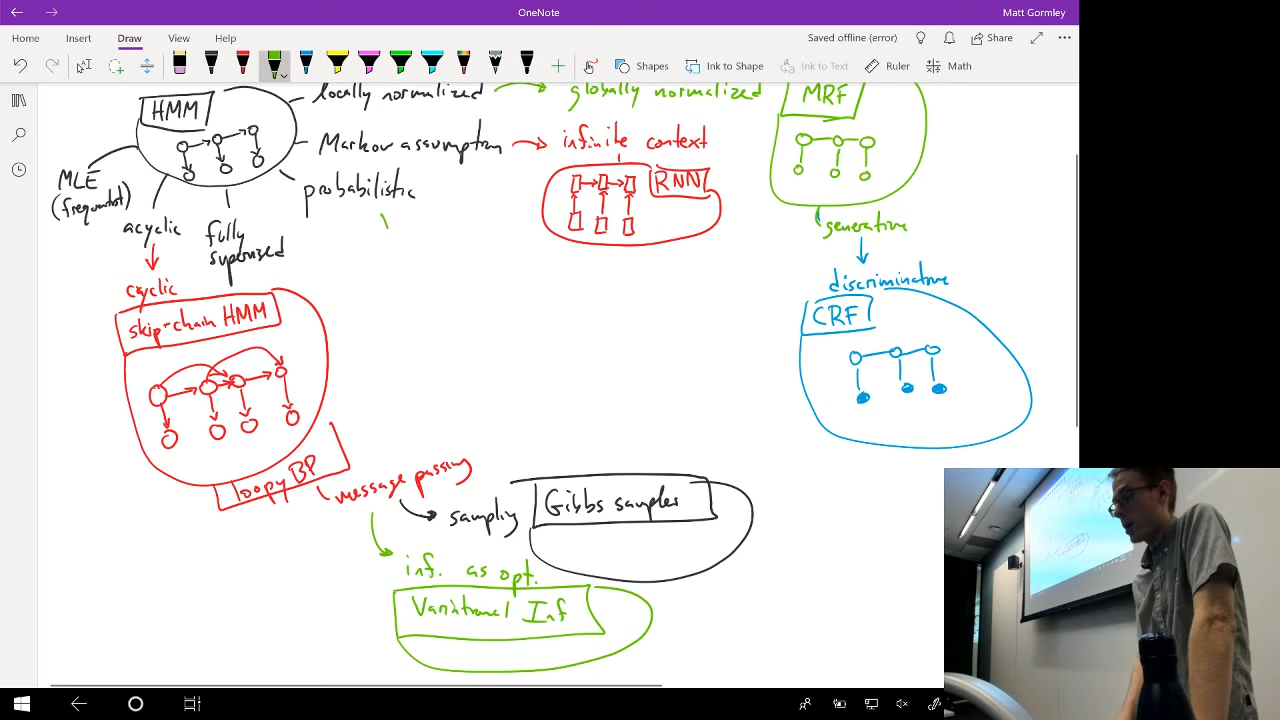 OneNote
Matt Gormley
Home Insert Draw View Help
Saved offline (error)
Share
Shapes
Ink to Shape
Ink to Text
Ruler
Math
HMM
locally normalized
globally normalized
MRF
Markov assumption
infinite context
probabilistic
RNN
MLE
(frequentist)
acyclic
fully
supervised
generative
cyclic
discriminative
skip-chain HMM
CRF
loopy BP
message passing
sampling
Gibbs sampler
inf. as opt.
Variational Inf